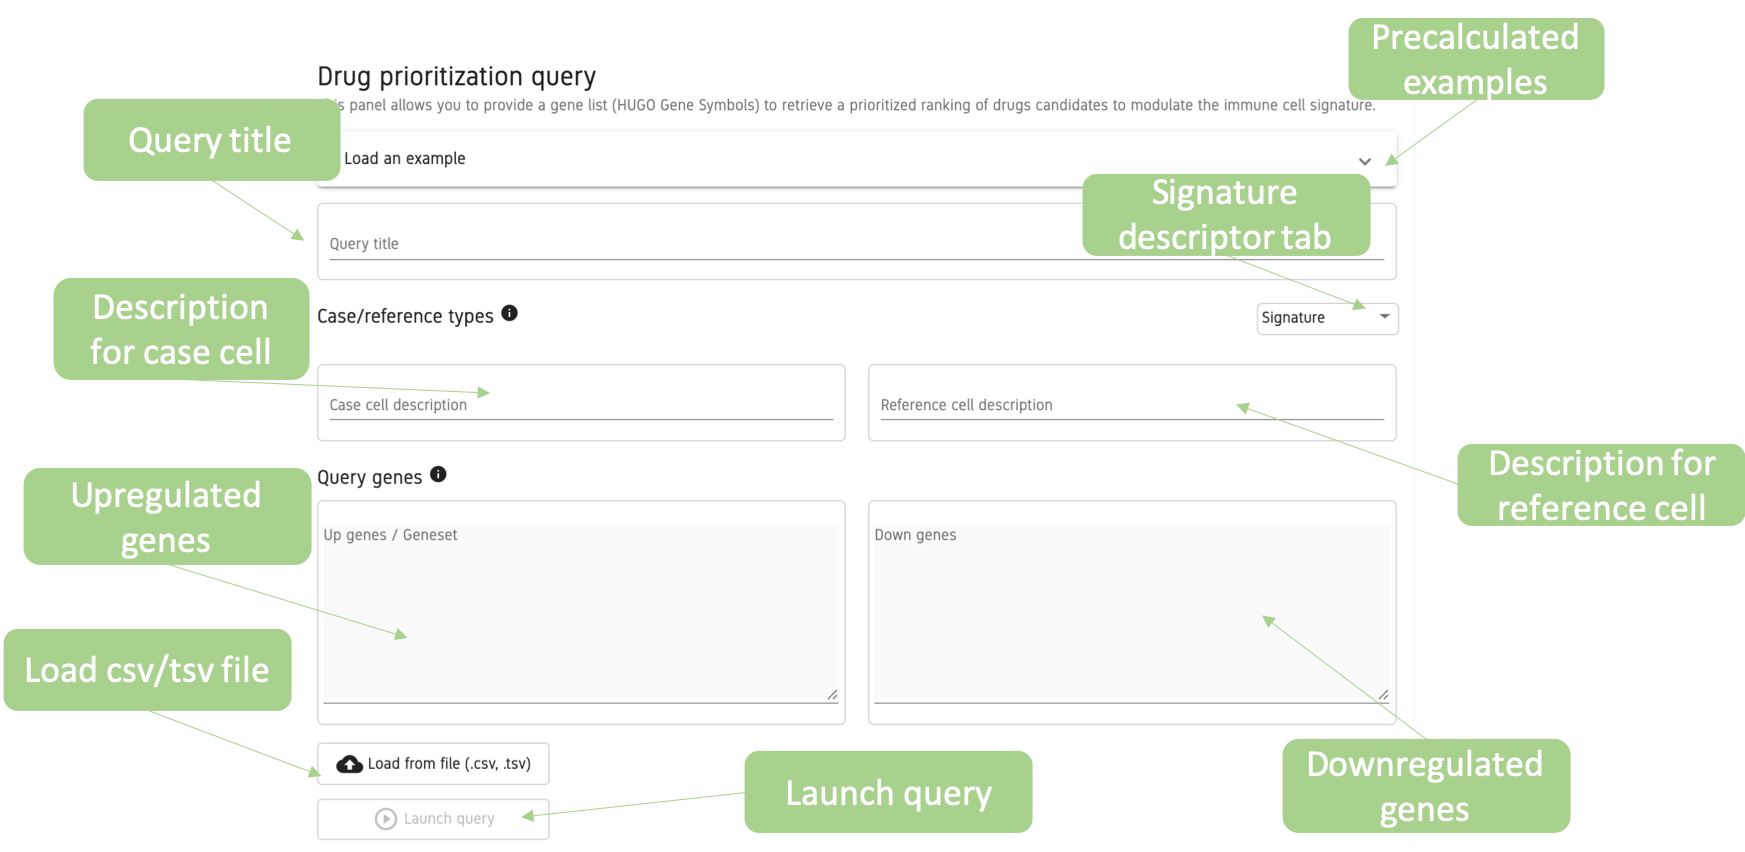 Precalculated
examples
Drug prioritization query
is panel allows you to provide a gene list (HUGO Gene Symbols) to retrieve a prioritized ranking of drugs candidates to modulate the immune cell signature.
Query title
Load an example
Signature
descriptor tab
Query title
Description
for case cell
Case/reference types
Signature
Case cell description
Reference cell description
Description for
reference cell
Query genes
Upregulated
genes
Up genes / Geneset
Down genes
Load csv/tsv file
Load from file (.csv, .tsv)
Downregulated
genes
Launch query
Launch query